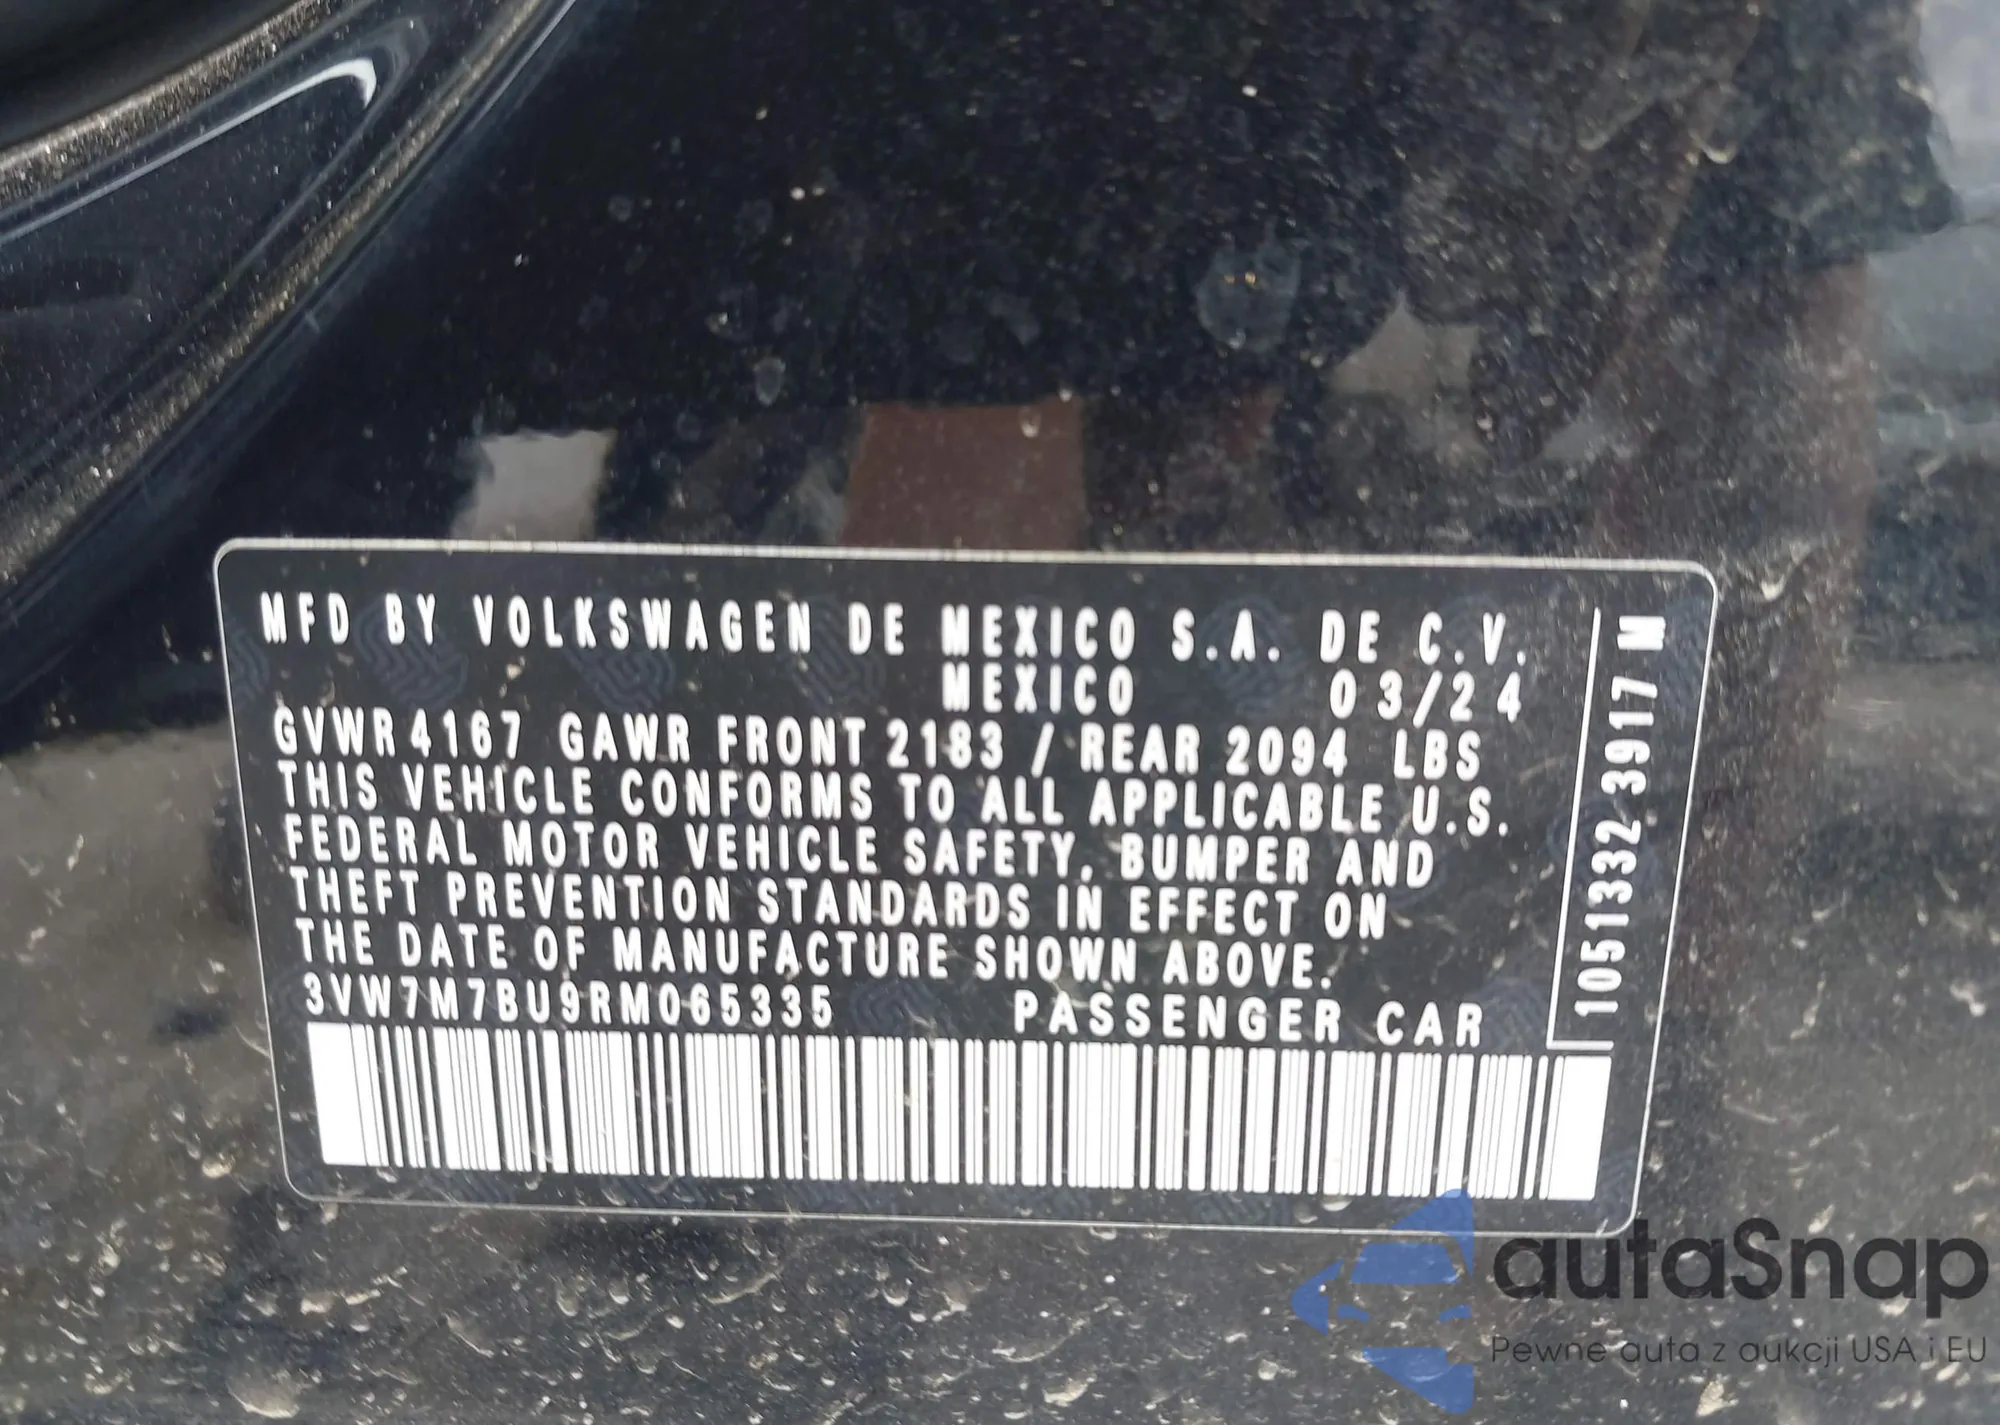 MFD BY VOLKSWAGEN DE MEXICO S.A. DE C.V.
MEXICO 03/24
GVWR 4167 GAWR FRONT 2183 / REAR 2094 LBS
THIS VEHICLE CONFORMS TO ALL APPLICABLE U.S.
FEDERAL MOTOR VEHICLE SAFETY, BUMPER AND
THEFT PREVENTION STANDARDS IN EFFECT ON
THE DATE OF MANUFACTURE SHOWN ABOVE.
3VW7M7BU9RM065335 PASSENGER CAR
1051332 3917 M
autaSnap
Pewne auta z aukcji USA i EU